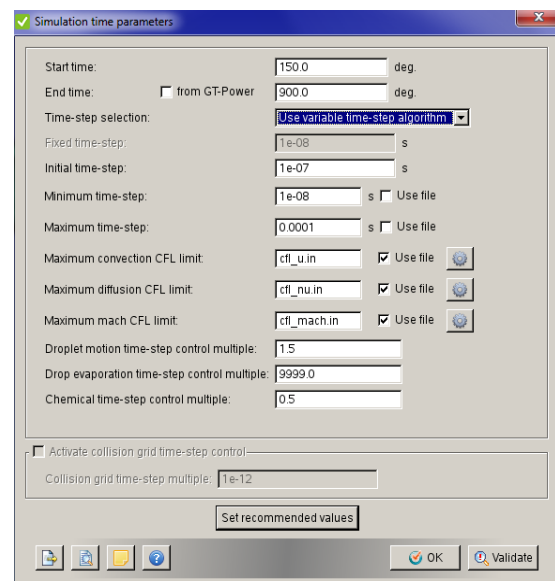 Simulation time parameters
Start time: 150.0 deg.
End time: from GT-Power 900.0 deg.
Time-step selection: Use variable time-step algorithm
Fixed time-step: 1e-08 s
Initial time-step: 1e-07 s
Minimum time-step: 1e-08 s Use file
Maximum time-step: 0.0001 s Use file
Maximum convection CFL limit: cfl_u.in Use file
Maximum diffusion CFL limit: cfl_nu.in Use file
Maximum mach CFL limit: cfl_mach.in Use file
Droplet motion time-step control multiple: 1.5
Drop evaporation time-step control multiple: 9999.0
Chemical time-step control multiple: 0.5
Activate collision grid time-step control
Collision grid time-step multiple: 1e-12
Set recommended values
OK Validate